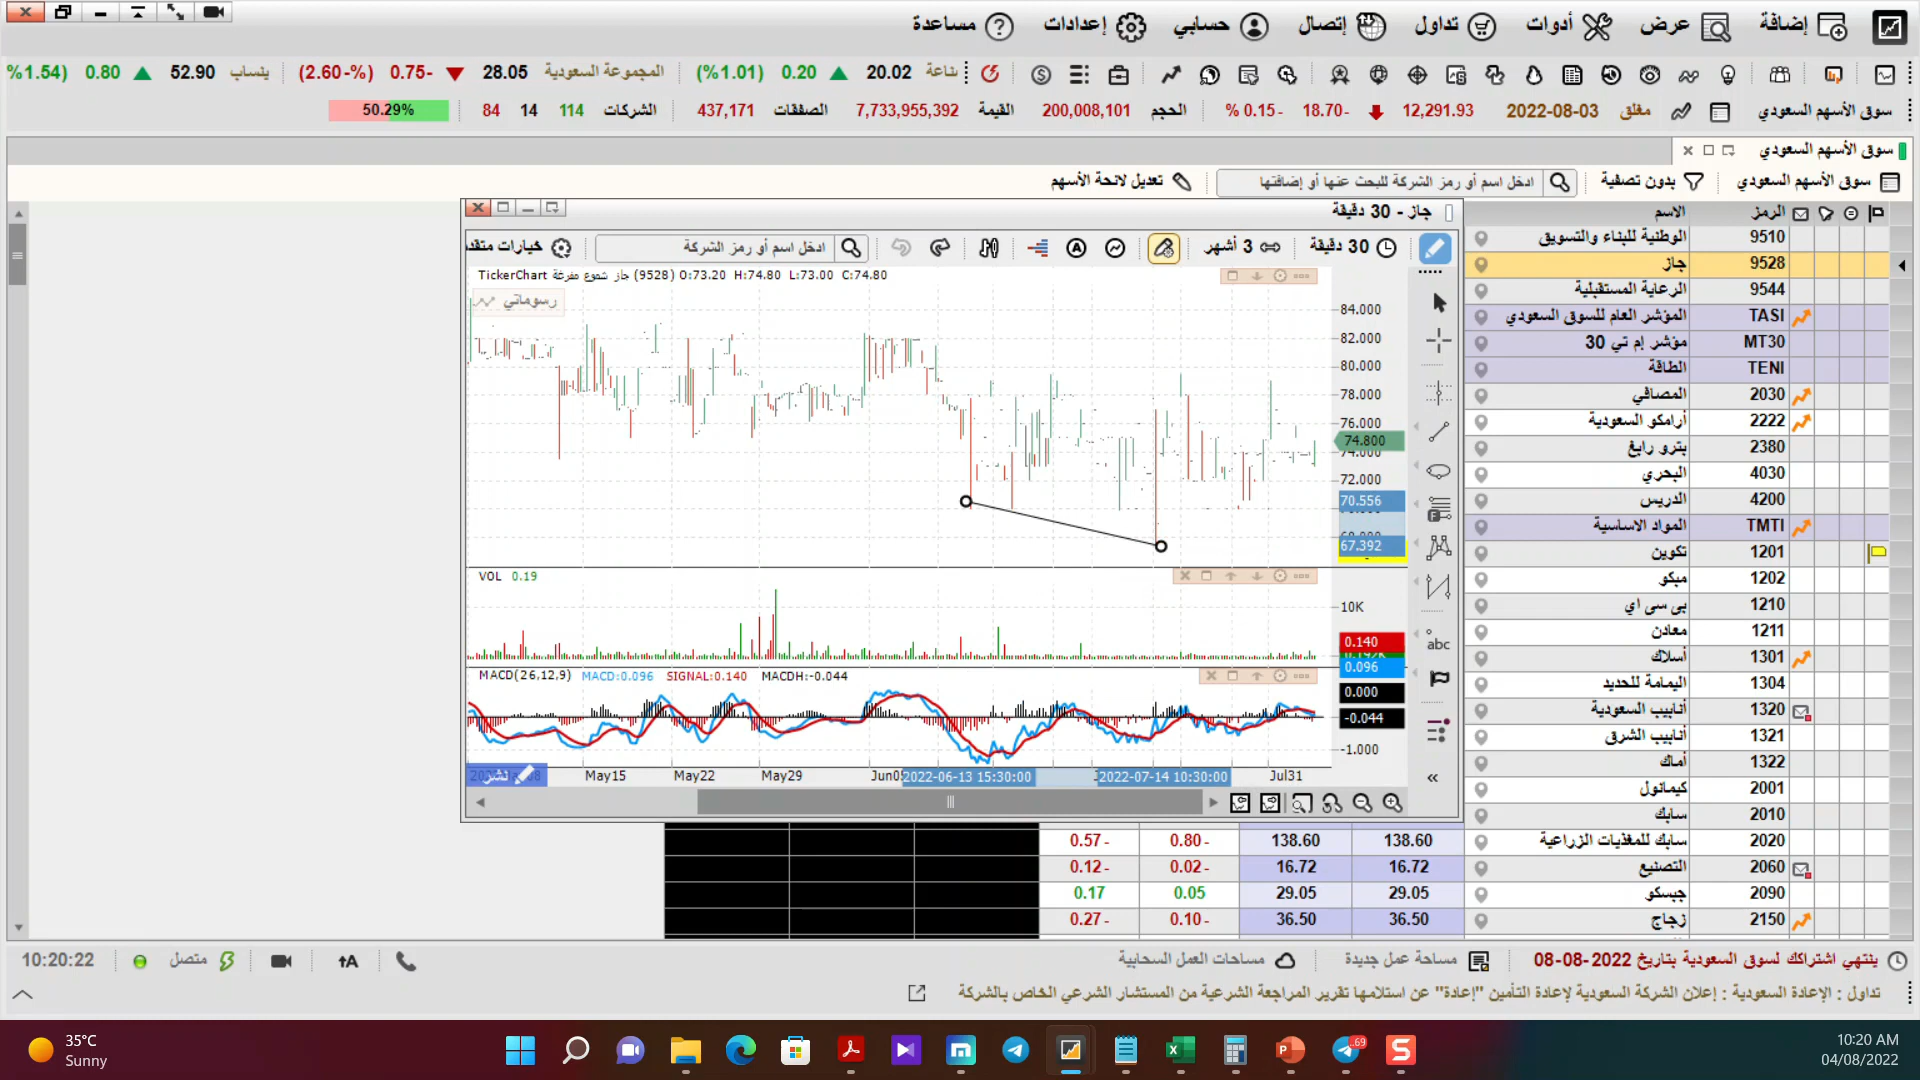 إضافة عرض أدوات تداول إتصال حسابي إعدادات مساعدة
ناعة 20.02 0.20 (%1.01) المجموعة السعودية 28.05 0.75- (2.60-%) ينساب 52.90 0.80 (%1.54)
سوق الأسهم السعودي مغلق 2022-08-03 12,291.93 18.70- % 0.15- الحجم 200,008,101 القيمة 7,733,955,392 الصفقات 437,171 الشركات 114 14 84 50.29%
سوق الأسهم السعودي
سوق الأسهم السعودي بدون تصفية ادخل اسم أو رمز الشركة للبحث عنها أو إضافتها تعديل لائحة الأسهم
الرمز الاسم
9510 الوطنية للبناء والتسويق
9528 جاز
9544 الرعاية المستقبلية
TASI المؤشر العام للسوق السعودي
MT30 مؤشر إم تي 30
TENI الطاقة
2030 المصافي
2222 أرامكو السعودية
2380 بترو رابغ
4030 البحري
4200 الدريس
TMTI المواد الاساسية
1201 تكوين
1202 مبكو
1210 بى سى اي
1211 معادن
1301 أسلاك
1304 اليمامة للحديد
1320 أنابيب السعودية
1321 أنابيب الشرق
1322 أماك
2001 كيمانول
2010 سابك
2020 سابك للمغذيات الزراعية 138.60 138.60 0.80- 0.57-
2060 التصنيع 16.72 16.72 0.02- 0.12-
2090 جبسكو 29.05 29.05 0.05 0.17
2150 زجاج 36.50 36.50 0.10- 0.27-
جاز - 30 دقيقة
30 دقيقة 3 أشهر ادخل اسم أو رمز الشركة خيارات متقد
TickerChart جاز شموع مفرغة (9528) O:73.20 H:74.80 L:73.00 C:74.80
رسوماتي
84.000
82.000
80.000
78.000
76.000
74.800
74.000
72.000
70.556
67.392
VOL 0.19
10K
0.140
0.096
MACD(26,12,9) MACD:0.096 SIGNAL:0.140 MACDH:-0.044
0.000
-0.044
-1.000
abc
نشر May15 May22 May29 2022-06-13 15:30:00 2022-07-14 10:30:00 Jul31
ينتهي اشتراكك لسوق السعودية بتاريخ 2022-08-08 مساحة عمل جديدة مساحات العمل السحابية متصل 10:20:22
تداول : الإعادة السعودية : إعلان الشركة السعودية لإعادة التأمين "إعادة" عن استلامها تقرير المراجعة الشرعية من المستشار الشرعي الخاص بالشركة
35°C
Sunny
69
10:20 AM
04/08/2022